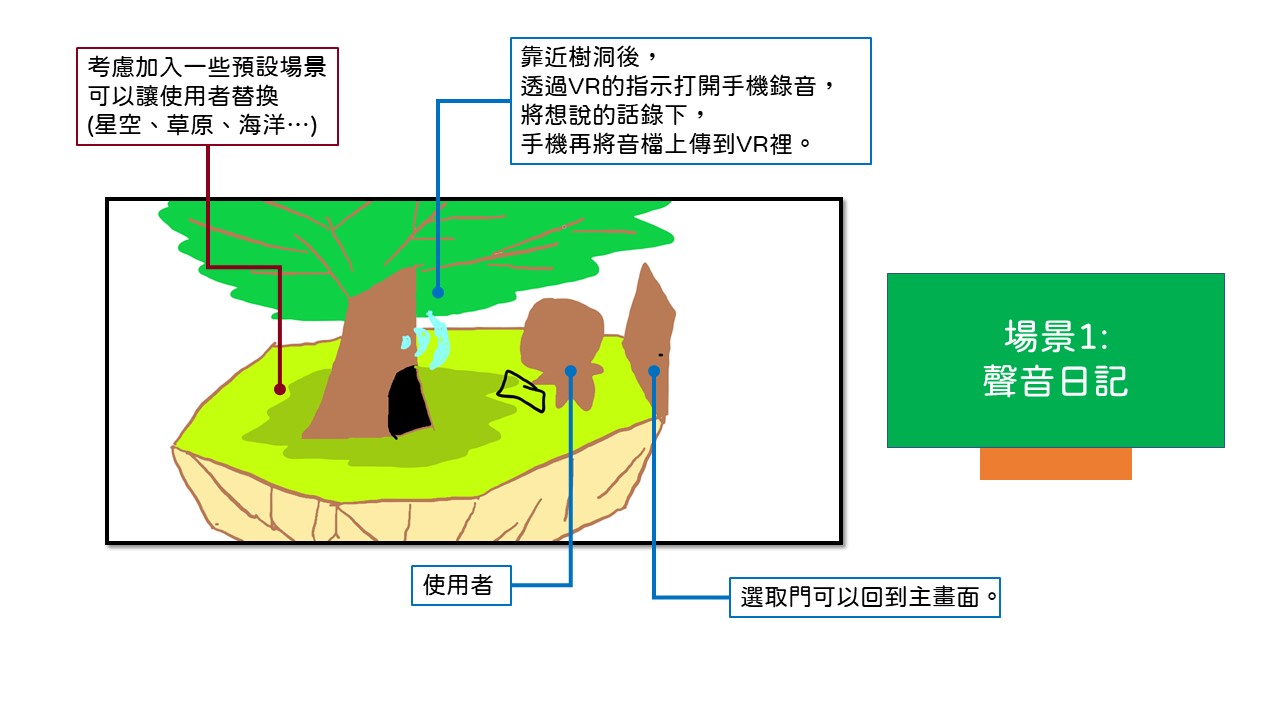 考慮加入一些預設場景
可以讓使用者替換
(星空、草原、海洋…)
靠近樹洞後，
透過VR的指示打開手機錄音，
將想說的話錄下，
手機再將音檔上傳到VR裡。
場景1:
聲音日記
使用者
選取門可以回到主畫面。